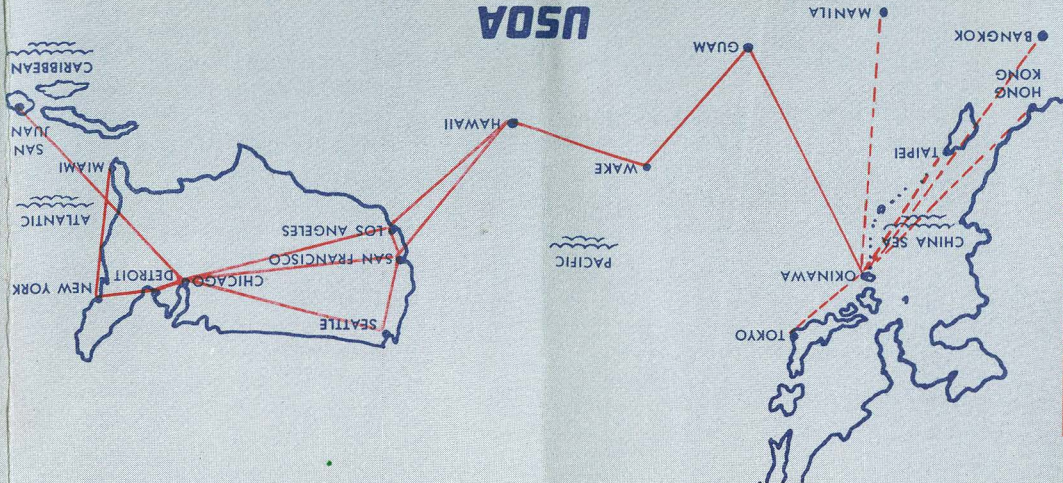 TOKYO
SEATTLE
OKINAWA
CHICAGO
DETROIT
NEW YORK
PACIFIC
SAN FRANCISCO
CHINA SEA
LOS ANGELES
ATLANTIC
WAKE
MIAMI
TAIPEI
SAN
JUAN
HAWAII
HONG
KONG
CARIBBEAN
GUAM
BANGKOK
USOA
MANILA